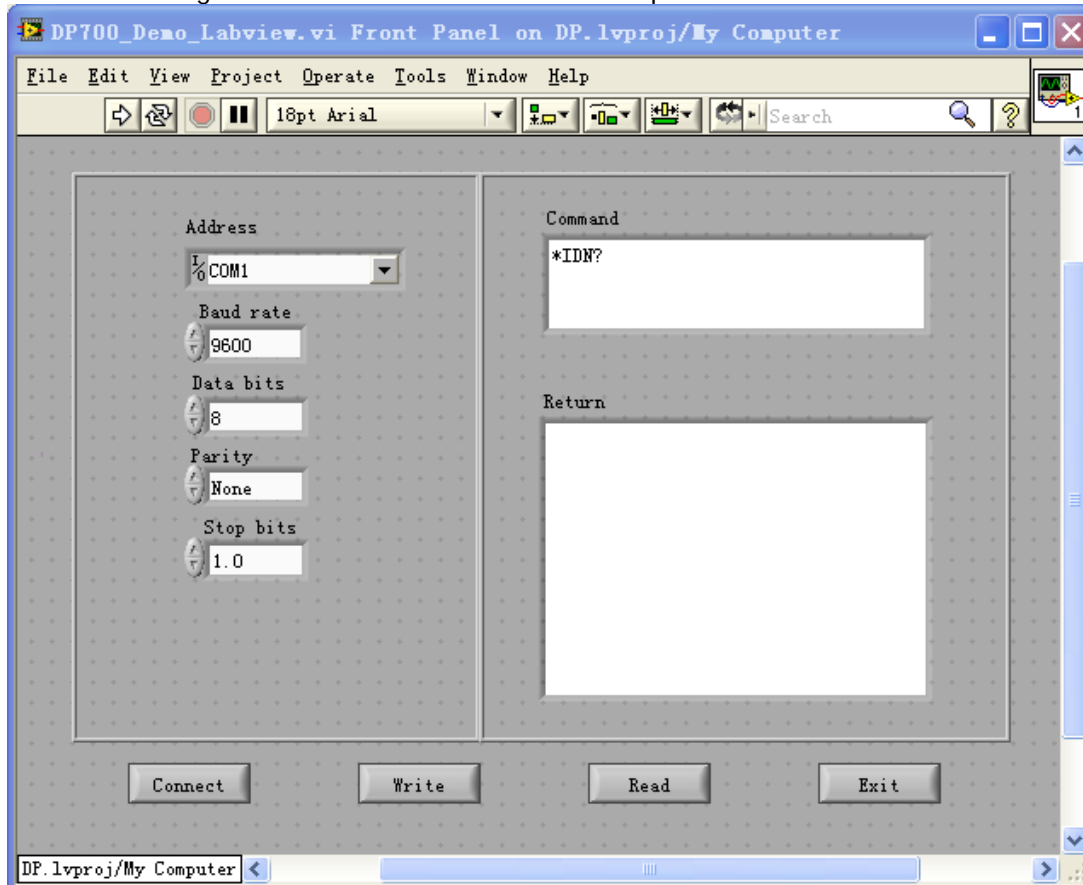 DP700_Demo_Labview.vi Front Panel on DP.lvproj/My Computer
File Edit View Project Operate Tools Window Help
18pt Arial
Search
1
Address
COM1
Baud rate
9600
Data bits
8
Parity
None
Stop bits
1.0
Command
*IDN?
Return
Connect Write Read Exit
DP.lvproj/My Computer